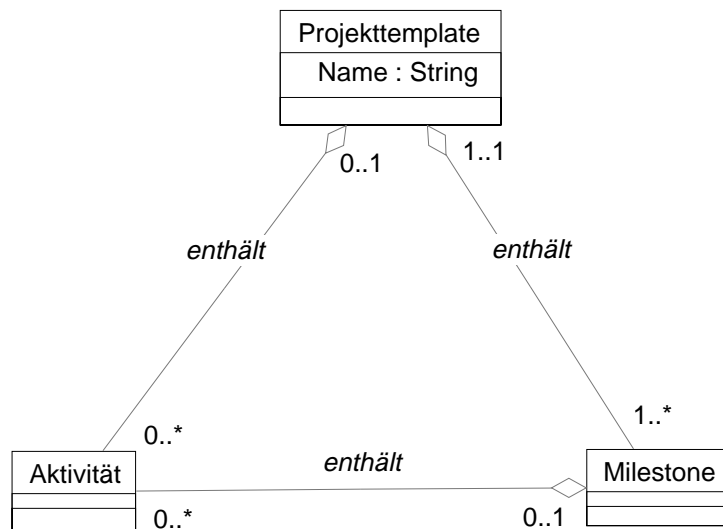 Projekttemplate
Name : String
0..1
1..1
enthält
enthält
0..*
1..*
Aktivität
enthält
Milestone
0..*
0..1